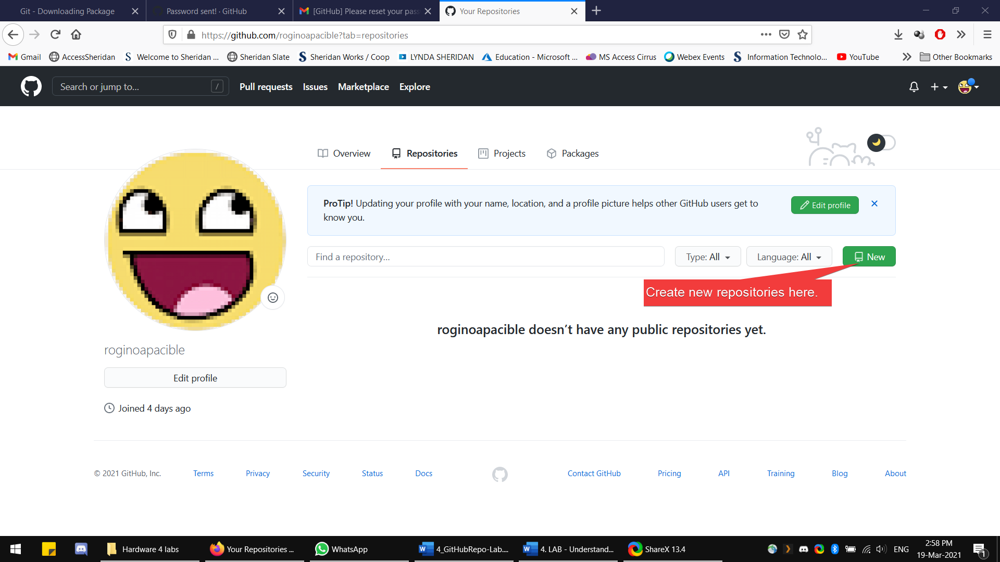 Git - Downloading Package
Password sent! · GitHub
[GitHub] Please reset your pass
Your Repositories
https://github.com/roginoapacible?tab=repositories
Gmail
AccessSheridan
Welcome to Sheridan ...
Sheridan Slate
Sheridan Works / Coop
LYNDA SHERIDAN
Education - Microsoft ...
MS Access Cirrus
Webex Events
Information Technolo...
YouTube
Other Bookmarks
Search or jump to...
/
Pull requests
Issues
Marketplace
Explore
Overview
Repositories
Projects
Packages
ProTip! Updating your profile with your name, location, and a profile picture helps other GitHub users get to
know you.
Edit profile
Find a repository...
Type: All
Language: All
New
Create new repositories here.
roginoapacible doesn’t have any public repositories yet.
roginoapacible
Edit profile
Joined 4 days ago
© 2021 GitHub, Inc.
Terms
Privacy
Security
Status
Docs
Contact GitHub
Pricing
API
Training
Blog
About
Hardware 4 labs
Your Repositories ...
WhatsApp
4_GitHubRepo-Lab....
4. LAB - Understand...
ShareX 13.4
ENG
2:58 PM
19-Mar-2021
1